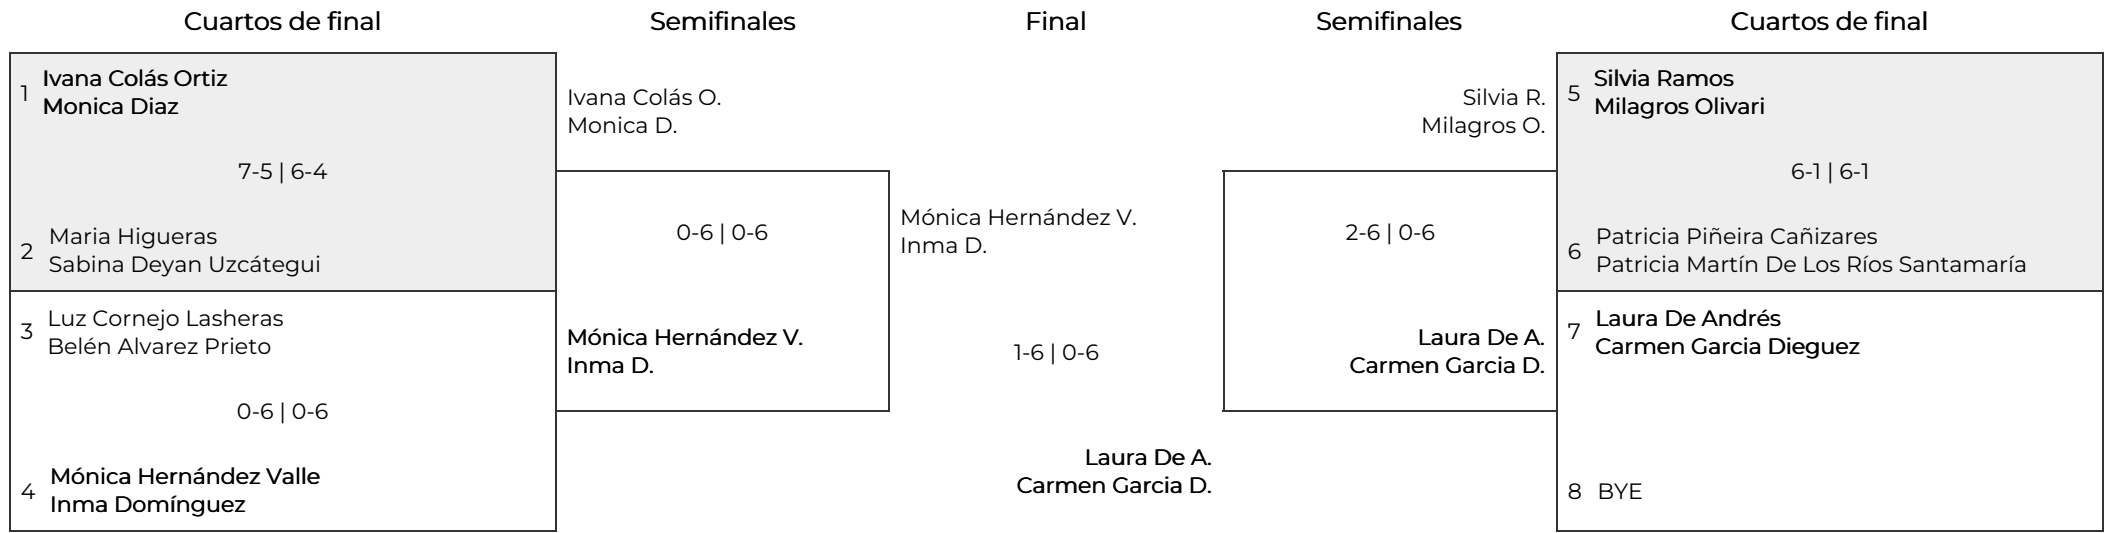 Cuartos de final
Semifinales
Final
Semifinales
Cuartos de final
1
Ivana Colás Ortiz
Monica Diaz
7-5 | 6-4
2
Maria Higueras
Sabina Deyan Uzcátegui
3
Luz Cornejo Lasheras
Belén Alvarez Prieto
0-6 | 0-6
4
Mónica Hernández Valle
Inma Domínguez
Ivana Colás O.
Monica D.
0-6 | 0-6
Mónica Hernández V.
Inma D.
Mónica Hernández V.
Inma D.
1-6 | 0-6
Laura De A.
Carmen Garcia D.
Silvia R.
Milagros O.
2-6 | 0-6
Laura De A.
Carmen Garcia D.
5
Silvia Ramos
Milagros Olivari
6-1 | 6-1
6
Patricia Piñeira Cañizares
Patricia Martín De Los Ríos Santamaría
7
Laura De Andrés
Carmen Garcia Dieguez
8 BYE